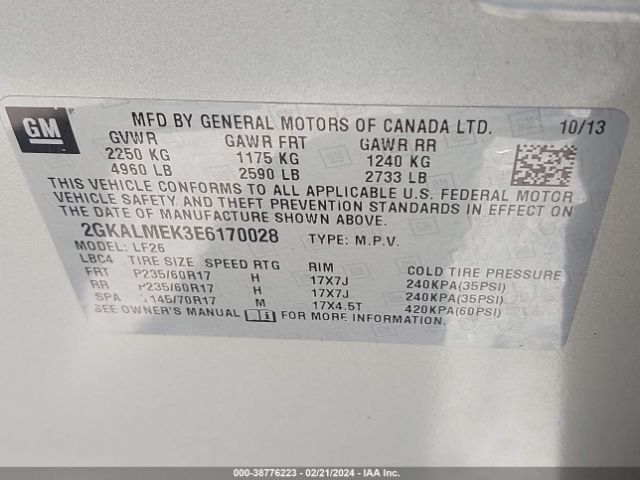 GM
MFD BY GENERAL MOTORS OF CANADA LTD. 10/13
GVWR GAWR FRT GAWR RR
2250 KG 1175 KG 1240 KG
4960 LB 2590 LB 2733 LB
THIS VEHICLE CONFORMS TO ALL APPLICABLE U.S. FEDERAL MOTOR
VEHICLE SAFETY, AND THEFT PREVENTION STANDARDS IN EFFECT ON
THE DATE OF MANUFACTURE SHOWN ABOVE.
2GKALMEK3E6170028 TYPE: M.P.V.
MODEL: LF26
LBC4 TIRE SIZE SPEED RTG RIM COLD TIRE PRESSURE
FRT P235/60R17 H 17X7J 240KPA(35PSI)
RR P235/60R17 H 17X7J 240KPA(35PSI)
SPA 145/70R17 M 17X4.5T 420KPA(60PSI)
SEE OWNER'S MANUAL FOR MORE INFORMATION.
000-38776223 - 02/21/2024 - IAA Inc.